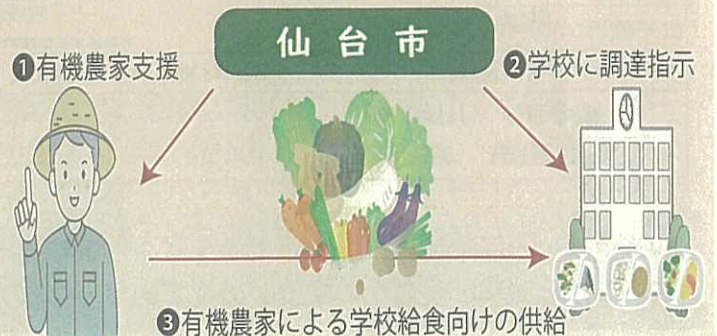 仙台市
❶有機農家支援
❷学校に調達指示
❸有機農家による学校給食向けの供給